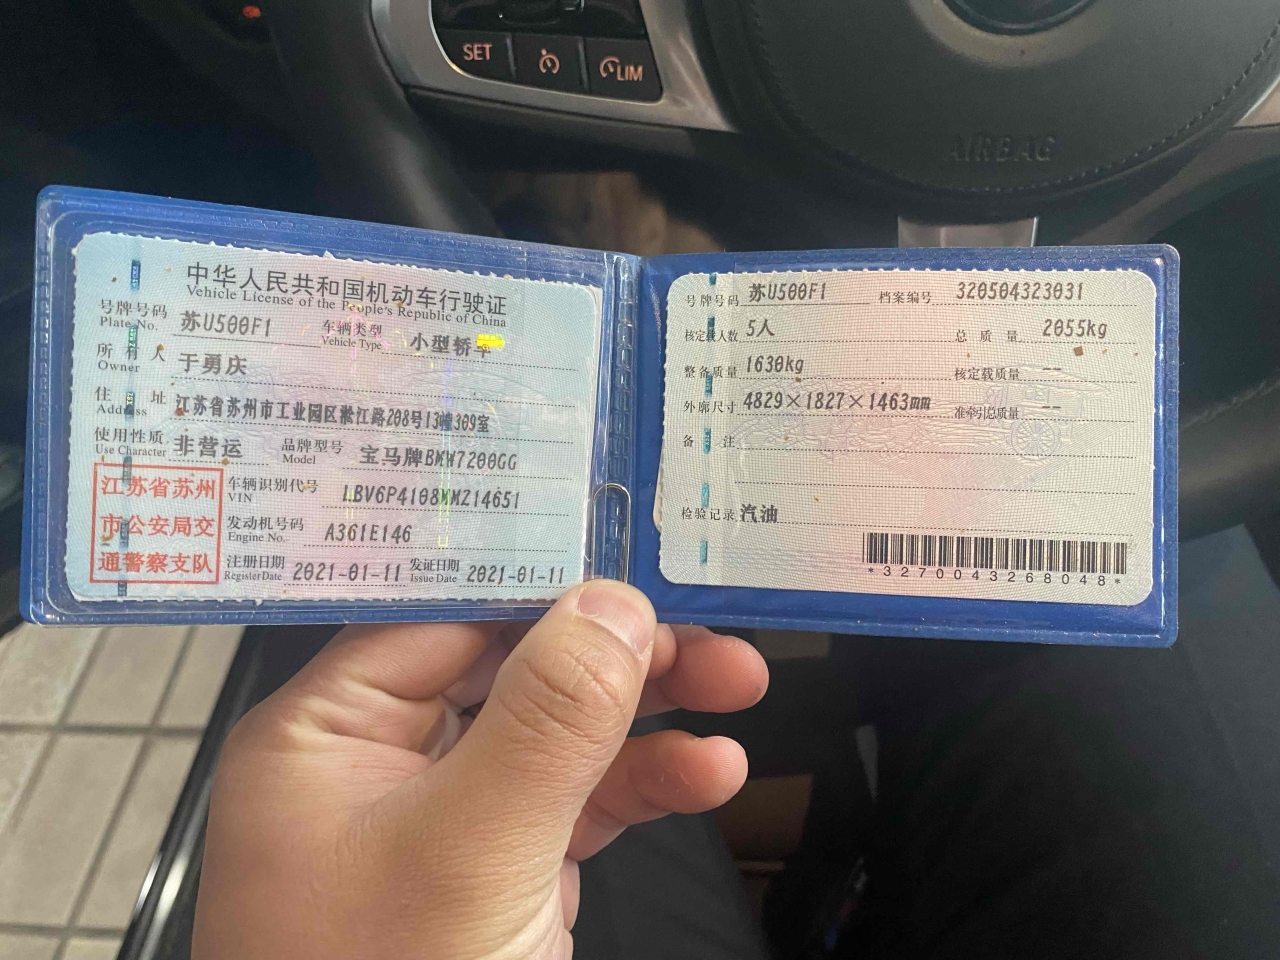 SET
LIM
AIRBAG
中华人民共和国机动车行驶证
Vehicle License of the People's Republic of China
号牌号码 苏U500F1 车辆类型 小型轿车
Plate No. Vehicle Type
所有人 于勇庆
Owner
住址 江苏省苏州市工业园区淞江路208号13幢309室
Address
使用性质 非营运 品牌型号 宝马牌BMW7200GG
Use Character Model
江苏省苏州
市公安局交
通警察支队
车辆识别代号 LBV6P4108MMZ14651
VIN
发动机号码 A361E146
Engine No.
注册日期 2021-01-11 发证日期 2021-01-11
Register Date Issue Date
号牌号码 苏U500F1 档案编号 320504323031
核定载人数 5人 总质量 2055kg
整备质量 1630kg 核定载质量 --
外廓尺寸 4829×1827×1463mm 准牵引总质量 --
备注
检验记录 汽油
*3270043268048*